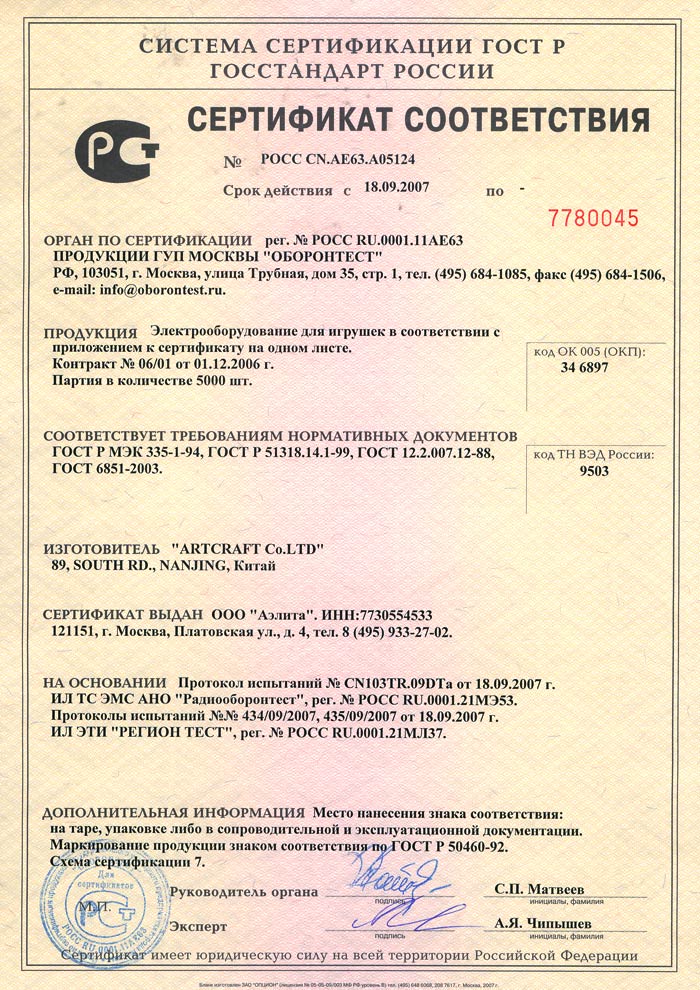 СИСТЕМА СЕРТИФИКАЦИИ ГОСТ Р
ГОССТАНДАРТ РОССИИ
СЕРТИФИКАТ СООТВЕТСТВИЯ
№ РОСС CN.АЕ63.А05124
Срок действия с 18.09.2007 по -
7780045
ОРГАН ПО СЕРТИФИКАЦИИ рег. № РОСС RU.0001.11АЕ63
ПРОДУКЦИИ ГУП МОСКВЫ "ОБОРОНТЕСТ"
РФ, 103051, г. Москва, улица Трубная, дом 35, стр. 1, тел. (495) 684-1085, факс (495) 684-1506,
e-mail: info@oborontest.ru.
ПРОДУКЦИЯ Электрооборудование для игрушек в соответствии с
приложением к сертификату на одном листе.
Контракт № 06/01 от 01.12.2006 г.
Партия в количестве 5000 шт.
код ОК 005 (ОКП):
34 6897
СООТВЕТСТВУЕТ ТРЕБОВАНИЯМ НОРМАТИВНЫХ ДОКУМЕНТОВ
ГОСТ Р МЭК 335-1-94, ГОСТ Р 51318.14.1-99, ГОСТ 12.2.007.12-88,
ГОСТ 6851-2003.
код ТН ВЭД России:
9503
ИЗГОТОВИТЕЛЬ "ARTCRAFT Co.LTD"
89, SOUTH RD., NANJING, Китай
СЕРТИФИКАТ ВЫДАН ООО "Аэлита". ИНН:7730554533
121151, г. Москва, Платовская ул., д. 4, тел. 8 (495) 933-27-02.
НА ОСНОВАНИИ Протокол испытаний № CN103TR.09DTa от 18.09.2007 г.
ИЛ ТС ЭМС АНО "Радиооборонтест", рег. № РОСС RU.0001.21МЭ53.
Протоколы испытаний №№ 434/09/2007, 435/09/2007 от 18.09.2007 г.
ИЛ ЭТИ "РЕГИОН ТЕСТ", рег. № РОСС RU.0001.21МЛ37.
ДОПОЛНИТЕЛЬНАЯ ИНФОРМАЦИЯ Место нанесения знака соответствия:
на таре, упаковке либо в сопроводительной и эксплуатационной документации.
Маркирование продукции знаком соответствия по ГОСТ Р 50460-92.
Схема сертификации 7.
Для
сертификатов
М.П.
РОСС RU.0001.11АЕ63
Руководитель органа
подпись
С.П. Матвеев
инициалы, фамилия
Эксперт
подпись
А.Я. Чипышев
инициалы, фамилия
Сертификат имеет юридическую силу на всей территории Российской Федерации